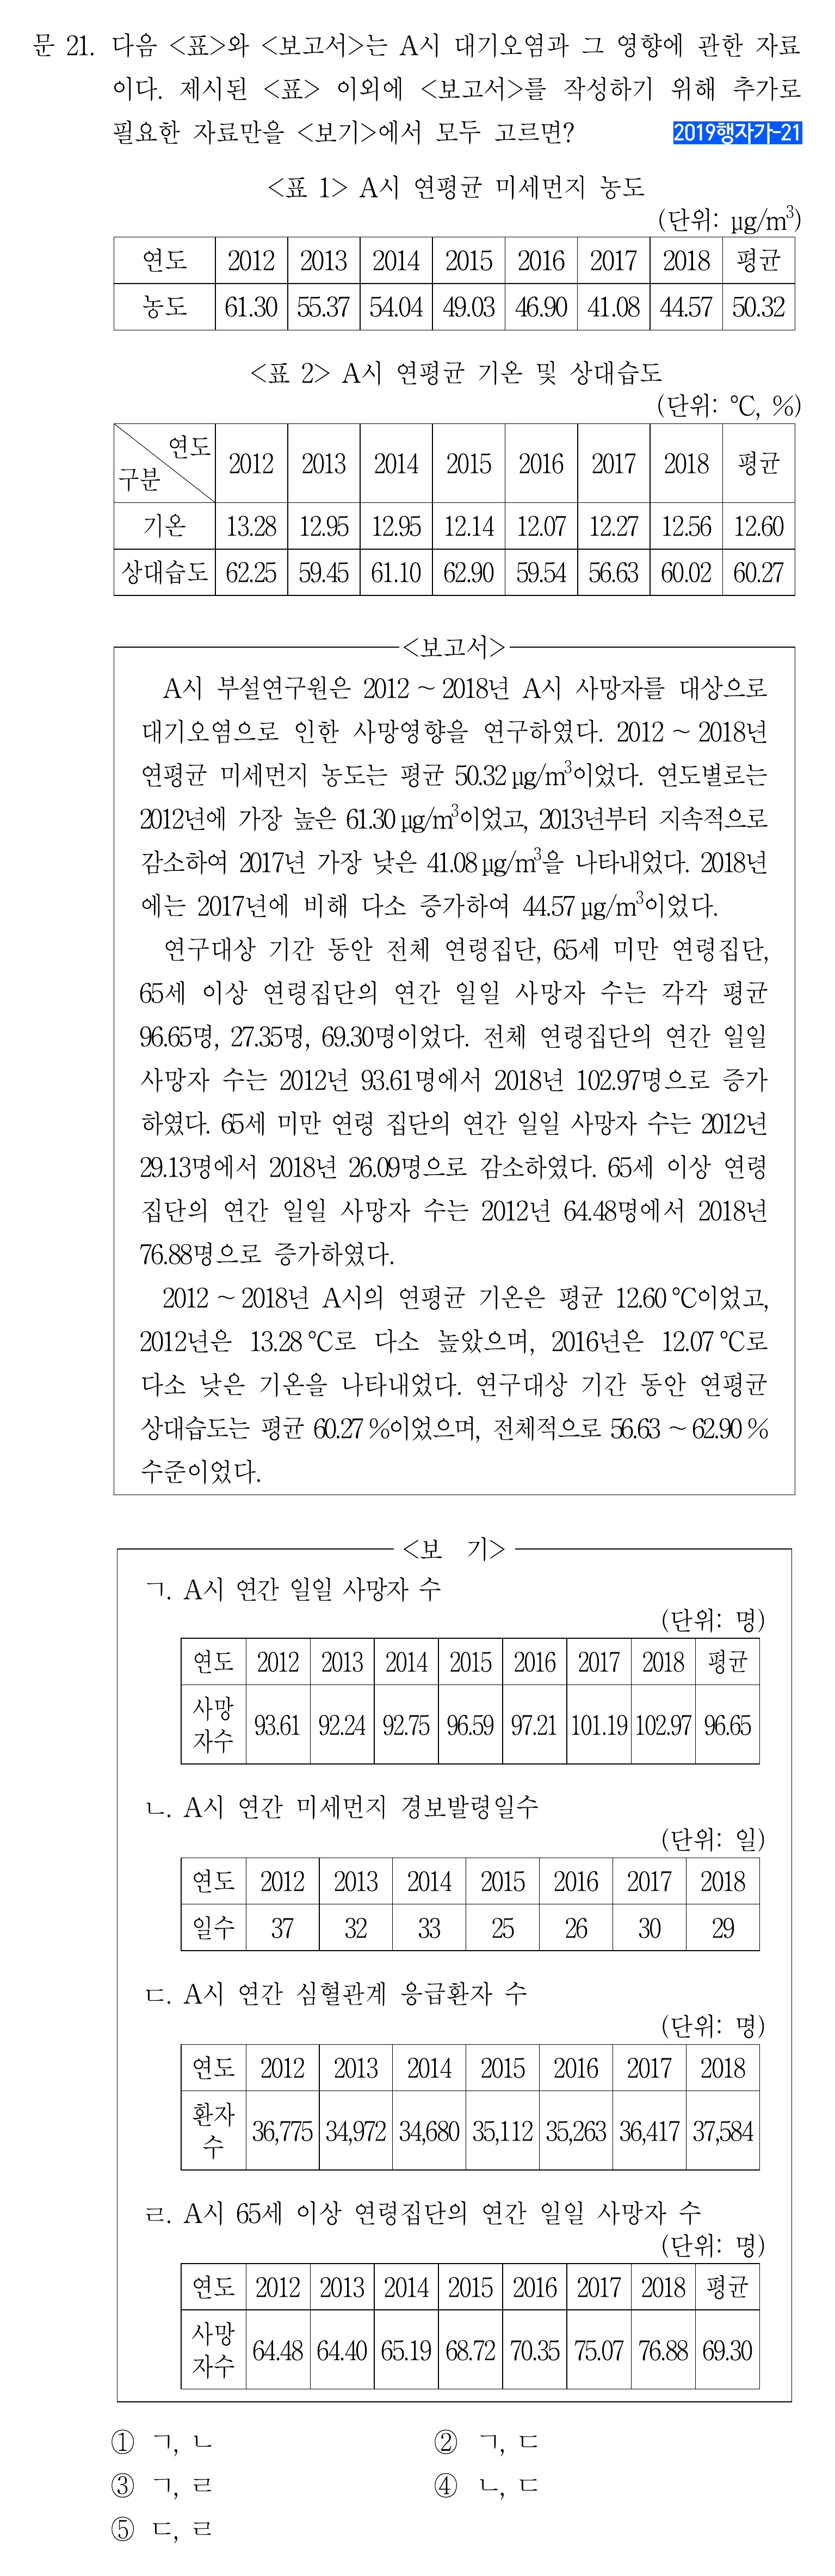 문 21. 다음 <표>와 <보고서>는 A시 대기오염과 그 영향에 관한 자료
이다. 제시된 <표> 이외에 <보고서>를 작성하기 위해 추가로
필요한 자료만을 <보기>에서 모두 고르면? 2019행자가-21
<표 1> A시 연평균 미세먼지 농도
(단위: μg/m³)
연도 2012 2013 2014 2015 2016 2017 2018 평균
농도 61.30 55.37 54.04 49.03 46.90 41.08 44.57 50.32
<표 2> A시 연평균 기온 및 상대습도
(단위: ℃, %)
구분 연도 2012 2013 2014 2015 2016 2017 2018 평균
기온 13.28 12.95 12.95 12.14 12.07 12.27 12.56 12.60
상대습도 62.25 59.45 61.10 62.90 59.54 56.63 60.02 60.27
<보고서>
A시 부설연구원은 2012 ~ 2018년 A시 사망자를 대상으로
대기오염으로 인한 사망영향을 연구하였다. 2012 ~ 2018년
연평균 미세먼지 농도는 평균 50.32 μg/m³이었다. 연도별로는
2012년에 가장 높은 61.30 μg/m³이었고, 2013년부터 지속적으로
감소하여 2017년 가장 낮은 41.08 μg/m³을 나타내었다. 2018년
에는 2017년에 비해 다소 증가하여 44.57 μg/m³이었다.
연구대상 기간 동안 전체 연령집단, 65세 미만 연령집단,
65세 이상 연령집단의 연간 일일 사망자 수는 각각 평균
96.65명, 27.35명, 69.30명이었다. 전체 연령집단의 연간 일일
사망자 수는 2012년 93.61명에서 2018년 102.97명으로 증가
하였다. 65세 미만 연령 집단의 연간 일일 사망자 수는 2012년
29.13명에서 2018년 26.09명으로 감소하였다. 65세 이상 연령
집단의 연간 일일 사망자 수는 2012년 64.48명에서 2018년
76.88명으로 증가하였다.
2012 ~ 2018년 A시의 연평균 기온은 평균 12.60 ℃이었고,
2012년은 13.28 ℃로 다소 높았으며, 2016년은 12.07 ℃로
다소 낮은 기온을 나타내었다. 연구대상 기간 동안 연평균
상대습도는 평균 60.27 %이었으며, 전체적으로 56.63 ~ 62.90 %
수준이었다.
<보 기>
ㄱ. A시 연간 일일 사망자 수
(단위: 명)
연도 2012 2013 2014 2015 2016 2017 2018 평균
사망
자수 93.61 92.24 92.75 96.59 97.21 101.19 102.97 96.65
ㄴ. A시 연간 미세먼지 경보발령일수
(단위: 일)
연도 2012 2013 2014 2015 2016 2017 2018
일수 37 32 33 25 26 30 29
ㄷ. A시 연간 심혈관계 응급환자 수
(단위: 명)
연도 2012 2013 2014 2015 2016 2017 2018
환자
수 36,775 34,972 34,680 35,112 35,263 36,417 37,584
ㄹ. A시 65세 이상 연령집단의 연간 일일 사망자 수
(단위: 명)
연도 2012 2013 2014 2015 2016 2017 2018 평균
사망
자수 64.48 64.40 65.19 68.72 70.35 75.07 76.88 69.30
① ㄱ, ㄴ ② ㄱ, ㄷ
③ ㄱ, ㄹ ④ ㄴ, ㄷ
⑤ ㄷ, ㄹ